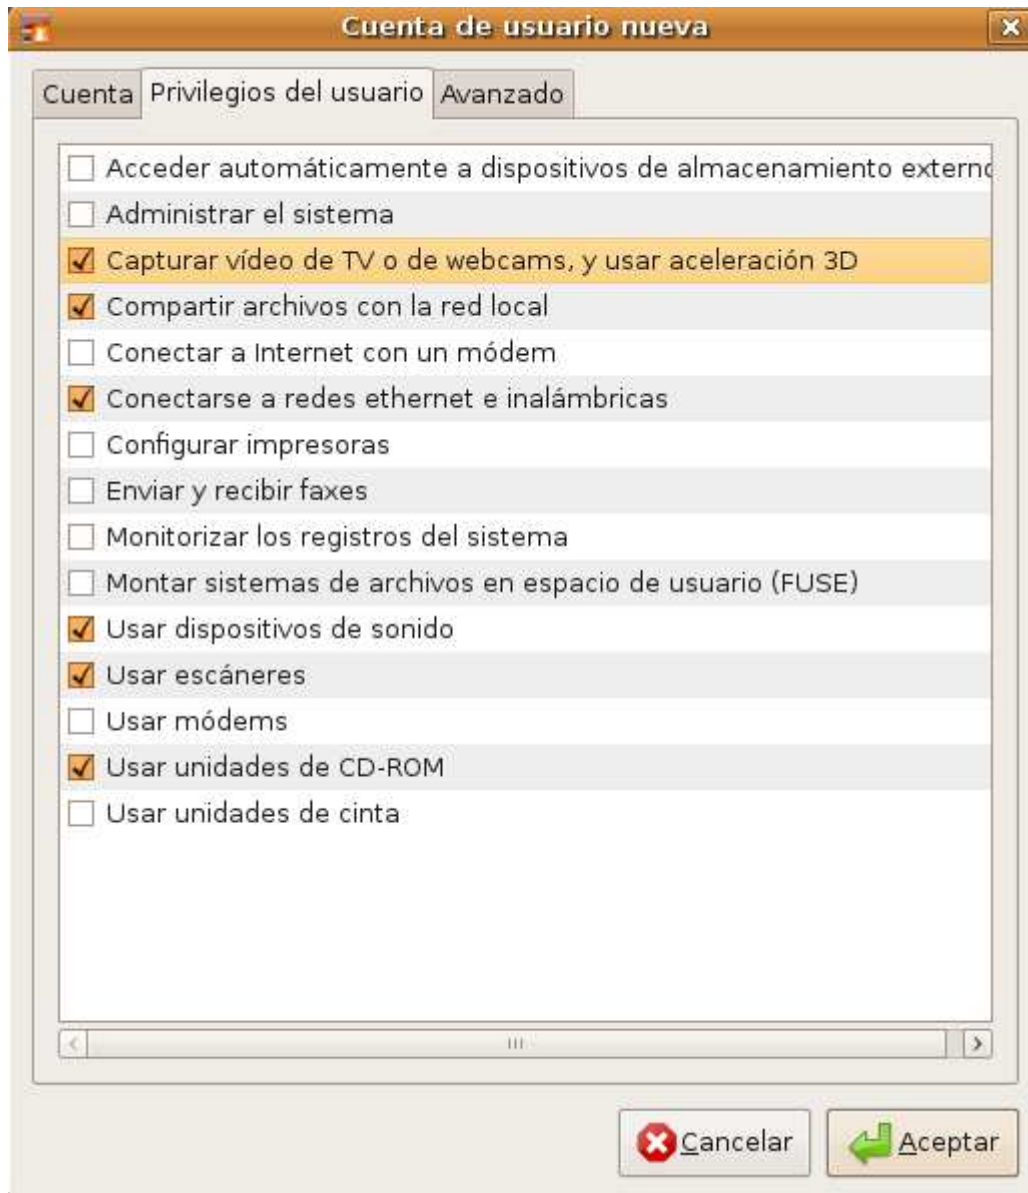 Cuenta de usuario nueva
Cuenta Privilegios del usuario Avanzado
Acceder automáticamente a dispositivos de almacenamiento externo
Administrar el sistema
Capturar vídeo de TV o de webcams, y usar aceleración 3D
Compartir archivos con la red local
Conectar a Internet con un módem
Conectarse a redes ethernet e inalámbricas
Configurar impresoras
Enviar y recibir faxes
Monitorizar los registros del sistema
Montar sistemas de archivos en espacio de usuario (FUSE)
Usar dispositivos de sonido
Usar escáneres
Usar módems
Usar unidades de CD-ROM
Usar unidades de cinta
Cancelar Aceptar